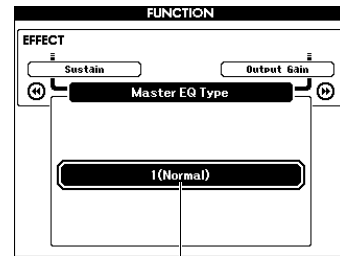 FUNCTION
EFFECT
Sustain
Output Gain
Master EQ Type
1(Normal)